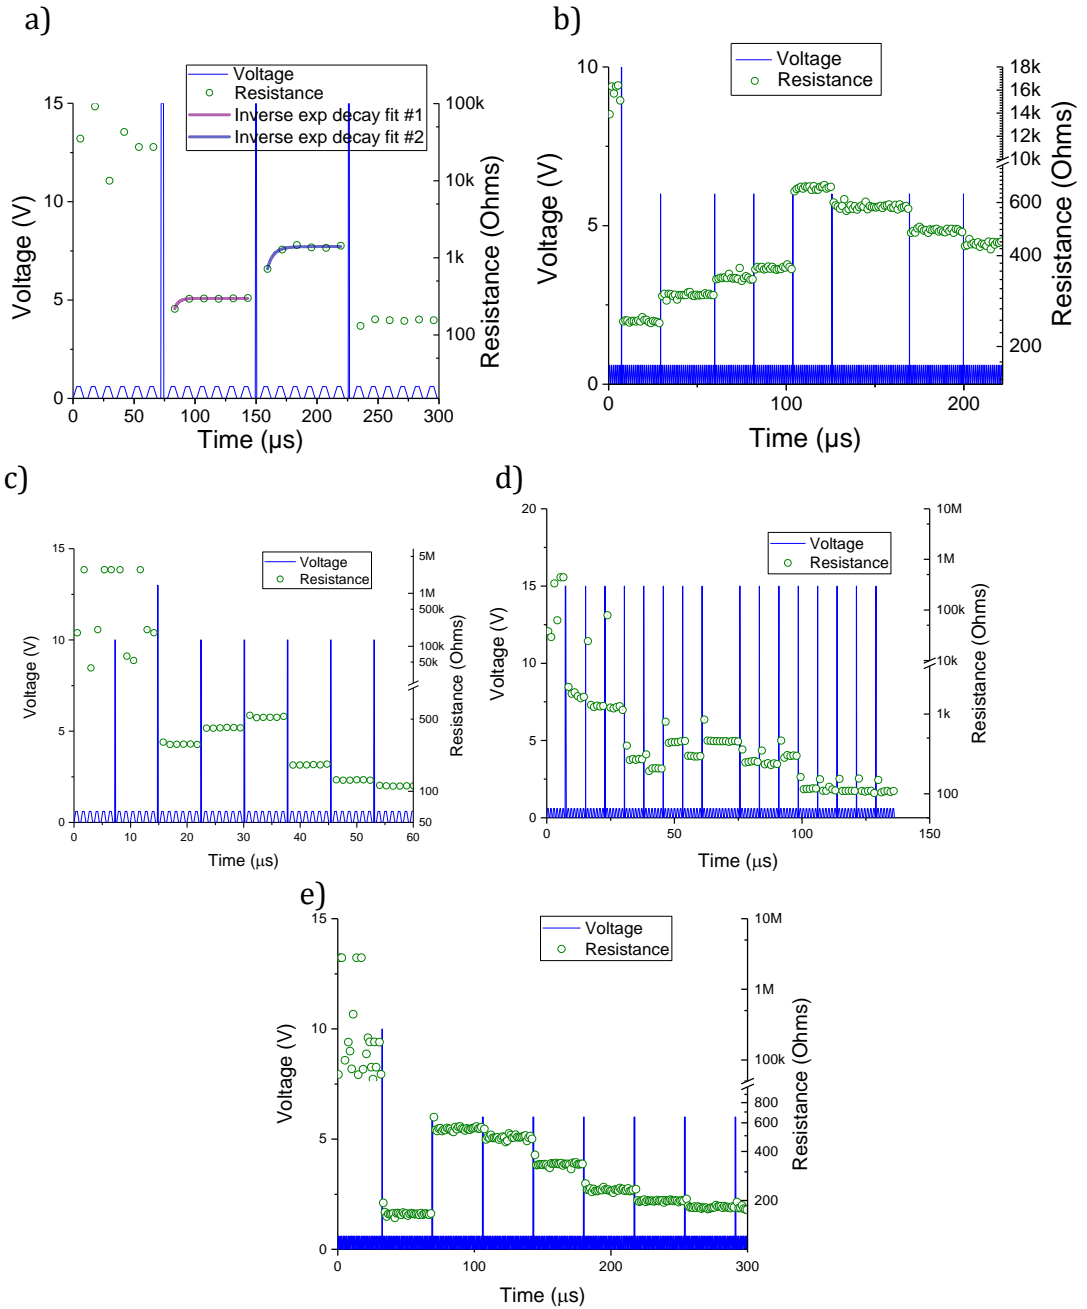 a)
Voltage
Resistance
Inverse exp decay fit #1
Inverse exp decay fit #2
15
10
5
0
Voltage (V)
100k
10k
1k
100
Resistance (Ohms)
0 50 100 150 200 250 300
Time (µs)
b)
Voltage
Resistance
10
5
0
Voltage (V)
18k
16k
14k
12k
10k
600
400
200
Resistance (Ohms)
0 100 200
Time (µs)
c)
Voltage
Resistance
15
10
5
0
Voltage (V)
5M
1M
500k
100k
50k
500
100
50
Resistance (Ohms)
0 10 20 30 40 50 60
Time (µs)
d)
Voltage
Resistance
20
15
10
5
0
Voltage (V)
10M
1M
100k
10k
1M
100
Resistance (Ohms)
0 50 100 150
Time (µs)
e)
Voltage
Resistance
15
10
5
0
Voltage (V)
10M
1M
100k
800
600
400
200
Resistance (Ohms)
0 100 200 300
Time (µs)